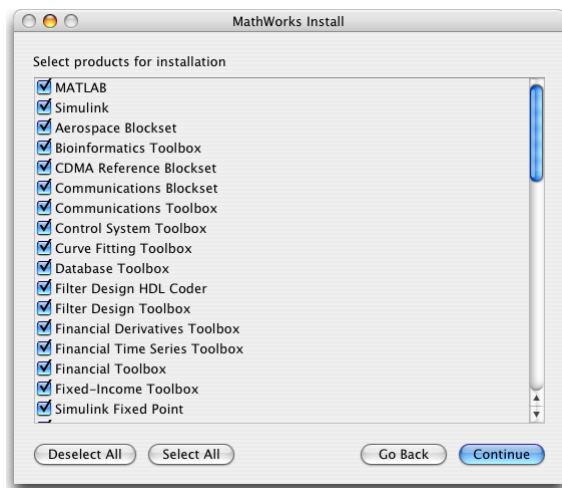 MathWorks Install
Select products for installation
MATLAB
Simulink
Aerospace Blockset
Bioinformatics Toolbox
CDMA Reference Blockset
Communications Blockset
Communications Toolbox
Control System Toolbox
Curve Fitting Toolbox
Database Toolbox
Filter Design HDL Coder
Filter Design Toolbox
Financial Derivatives Toolbox
Financial Time Series Toolbox
Financial Toolbox
Fixed-Income Toolbox
Simulink Fixed Point
Deselect All Select All Go Back Continue